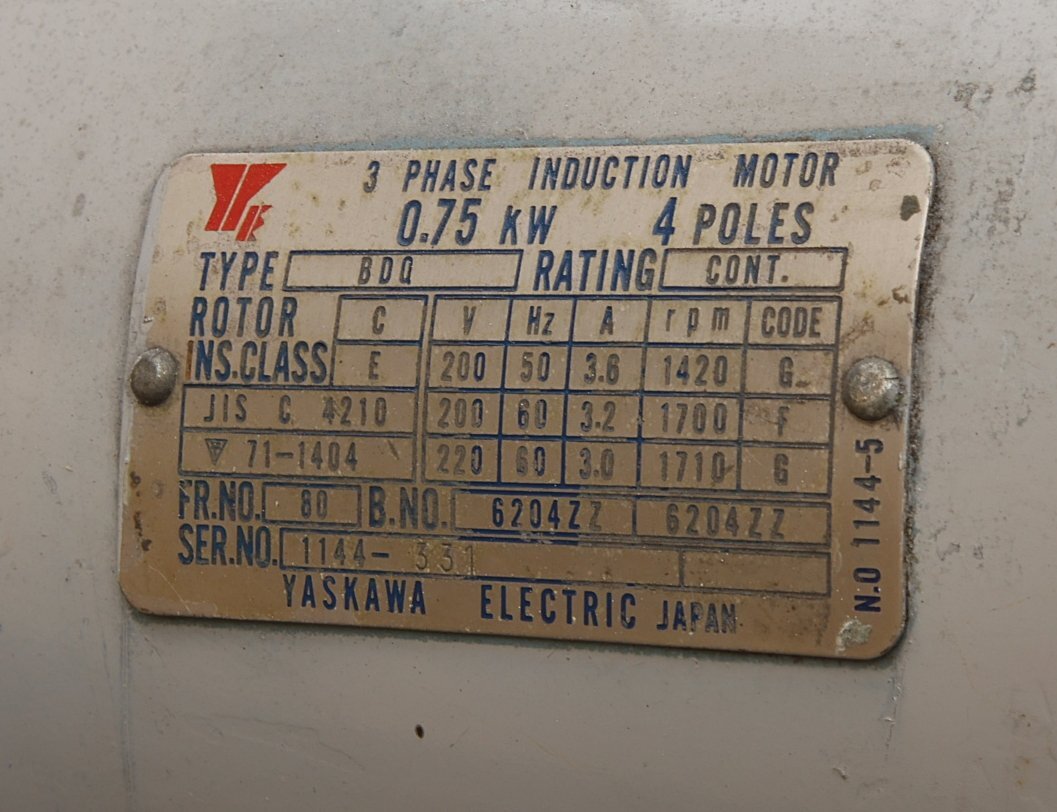 3 PHASE INDUCTION MOTOR
0.75 KW 4 POLES
TYPE BDQ RATING CONT.
ROTOR C V Hz A rpm CODE
INS.CLASS E 200 50 3.6 1420 G
JIS C 4210 200 60 3.2 1700 F
71-1404 220 60 3.0 1710 G
FR.NO. 80 B.NO. 6204ZZ 6204ZZ
SER.NO. 1144-331
YASKAWA ELECTRIC JAPAN
N.O 1144-5